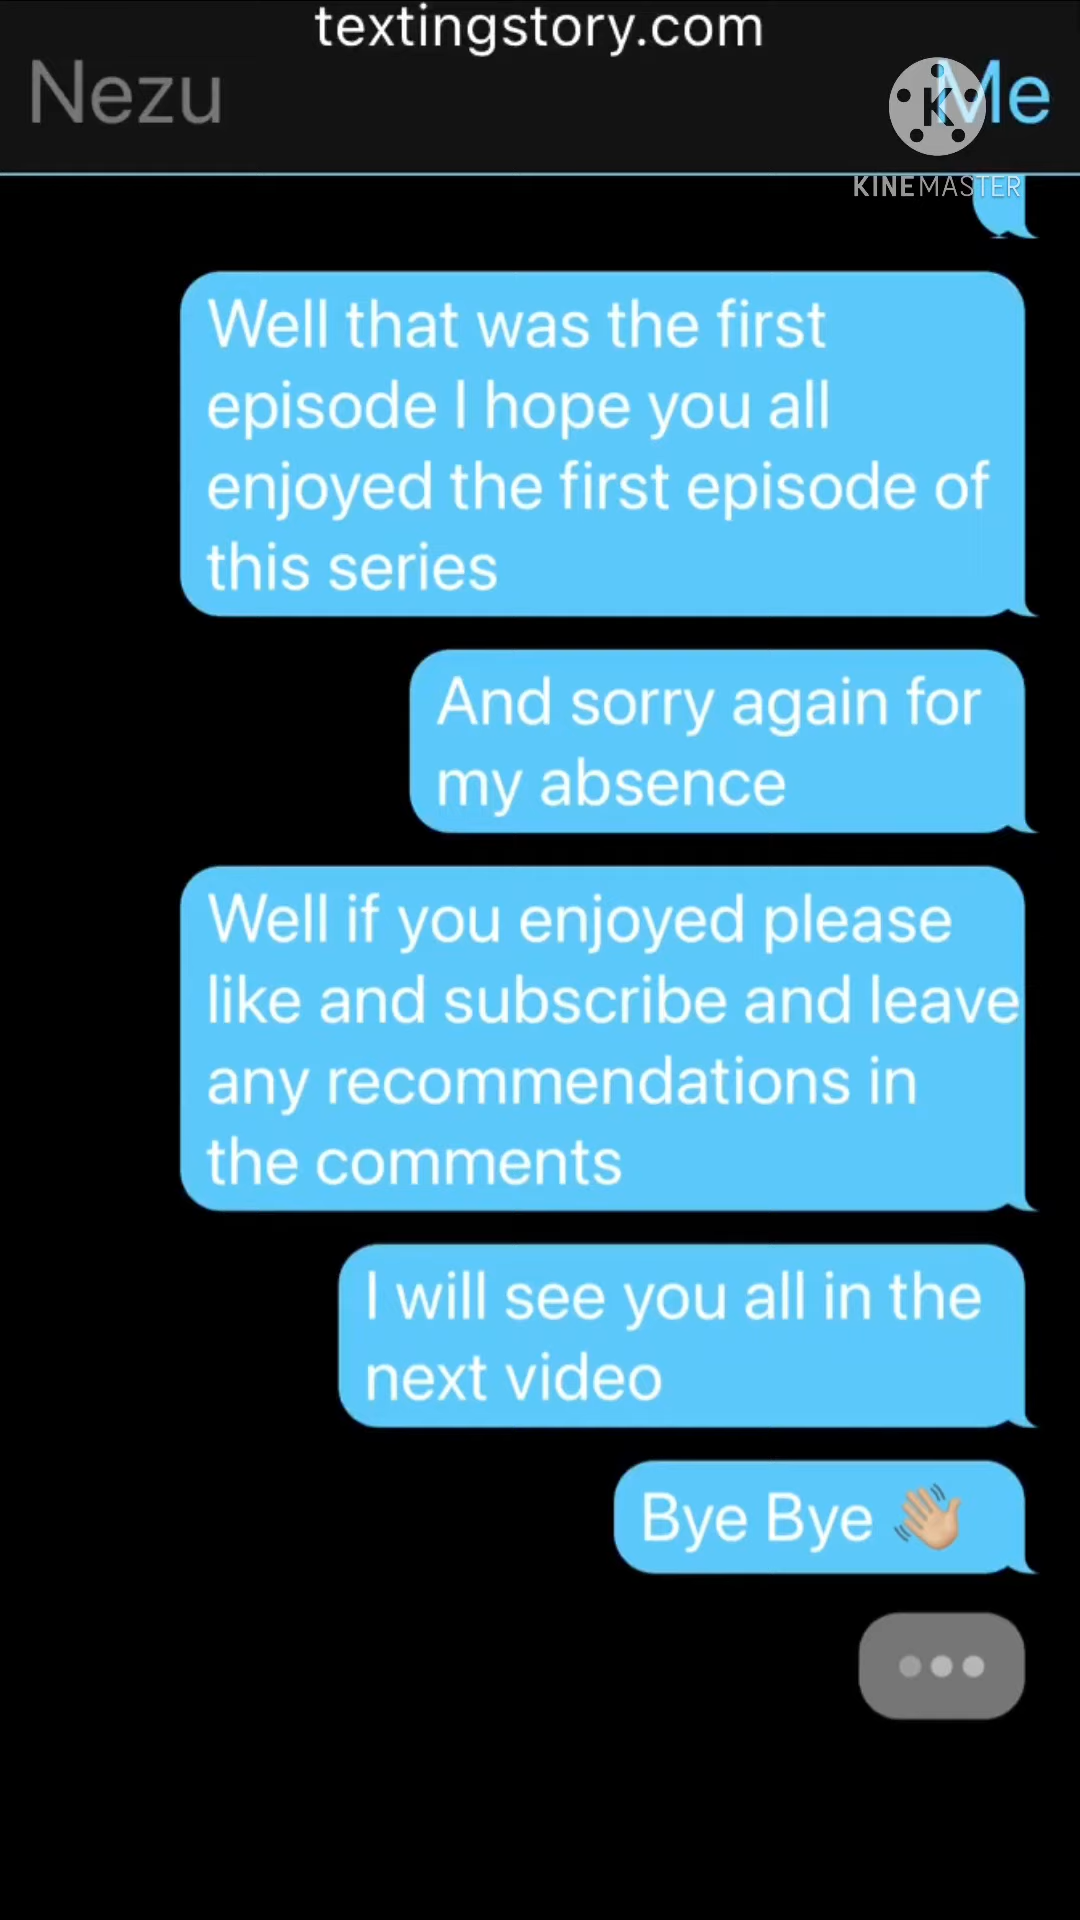 textingstory.com
Nezu
Me
K
KINEMASTER
Well that was the first
episode I hope you all
enjoyed the first episode of
this series
And sorry again for
my absence
Well if you enjoyed please
like and subscribe and leave
any recommendations in
the comments
I will see you all in the
next video
Bye Bye 👋🏼